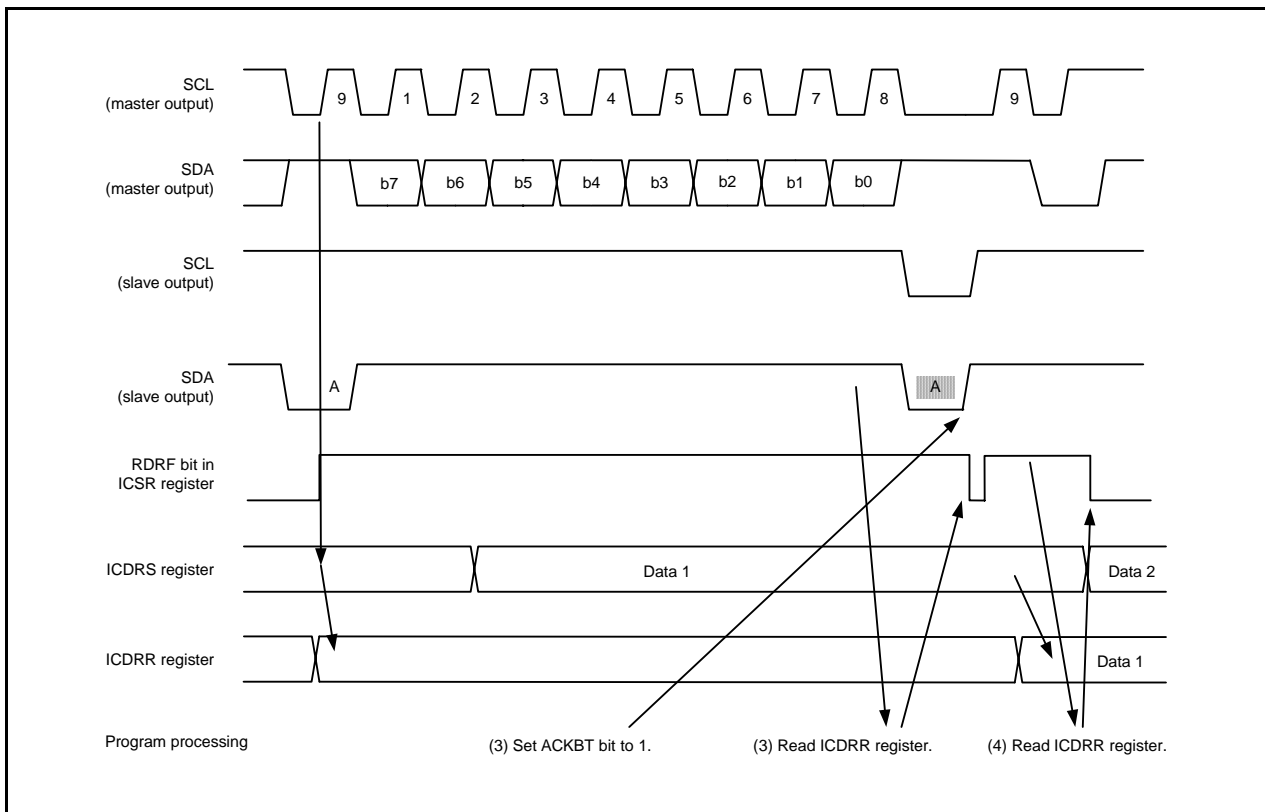 SCL
(master output)
9 1 2 3 4 5 6 7 8 9
SDA
(master output)
b7 b6 b5 b4 b3 b2 b1 b0
SCL
(slave output)
SDA
(slave output)
A A
RDRF bit in
ICSR register
ICDRS register
Data 1 Data 2
ICDRR register
Data 1
Program processing
(3) Set ACKBT bit to 1. (3) Read ICDRR register. (4) Read ICDRR register.